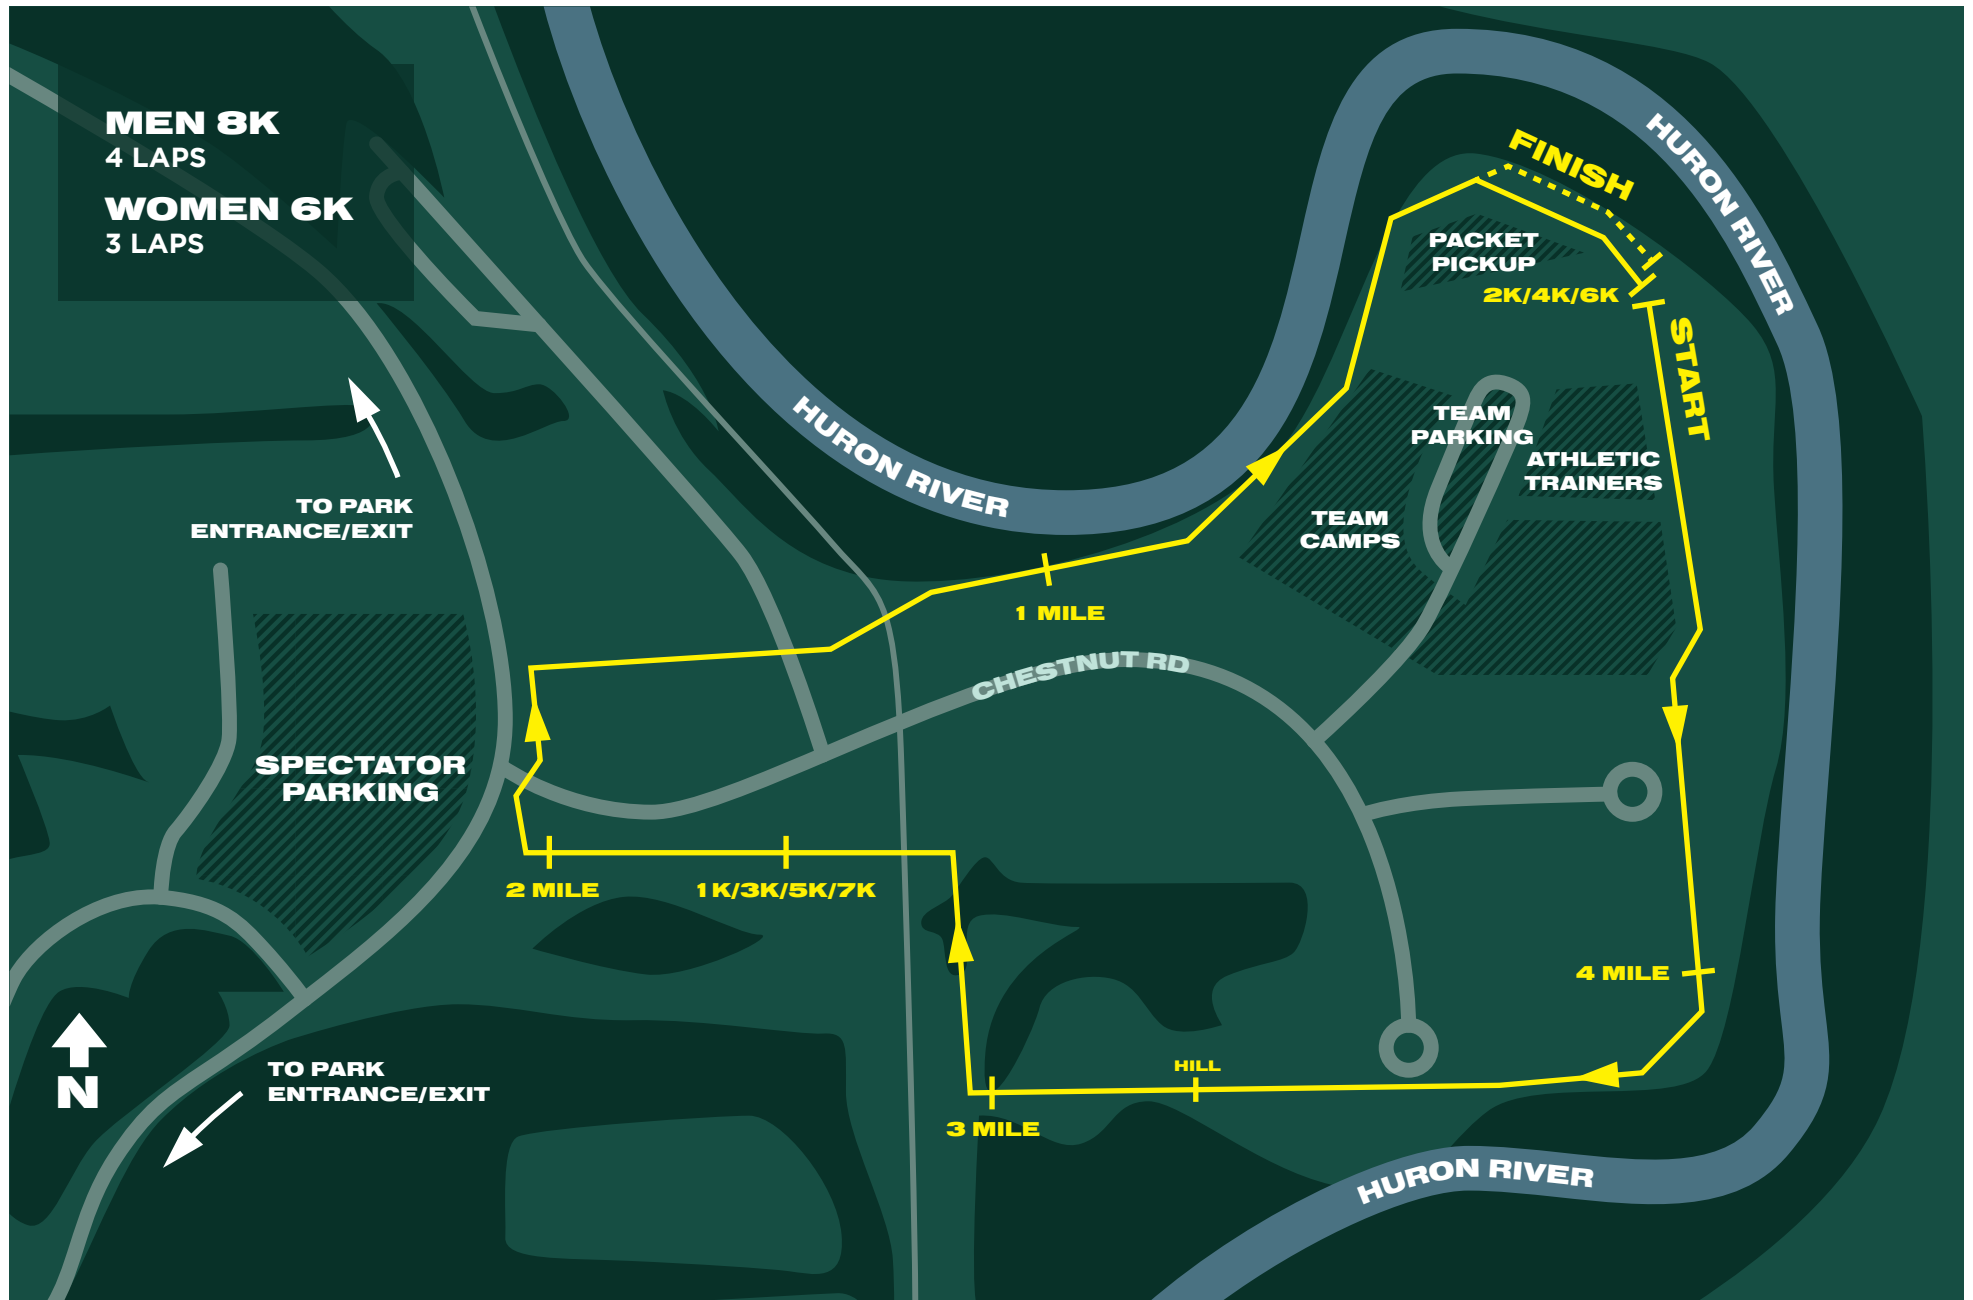 MEN 8K
4 LAPS
WOMEN 6K
3 LAPS
FINISH
HURON RIVER
PACKET
PICKUP
2K/4K/6K
START
HURON RIVER
TEAM
PARKING
ATHLETIC
TRAINERS
TEAM
CAMPS
TO PARK
ENTRANCE/EXIT
1 MILE
CHESTNUT RD
SPECTATOR
PARKING
2 MILE
1K/3K/5K/7K
4 MILE
N
TO PARK
ENTRANCE/EXIT
HILL
3 MILE
HURON RIVER